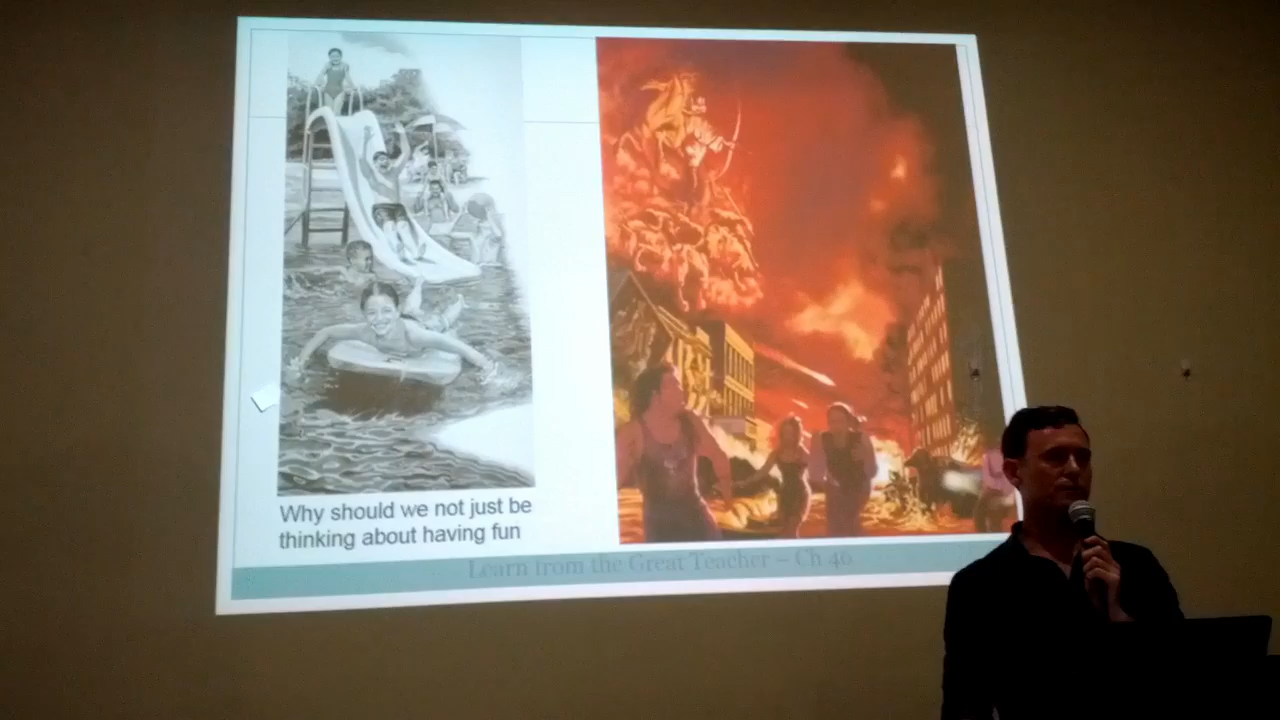 Why should we not just be
thinking about having fun
Learn from the Great Teacher – Ch 46